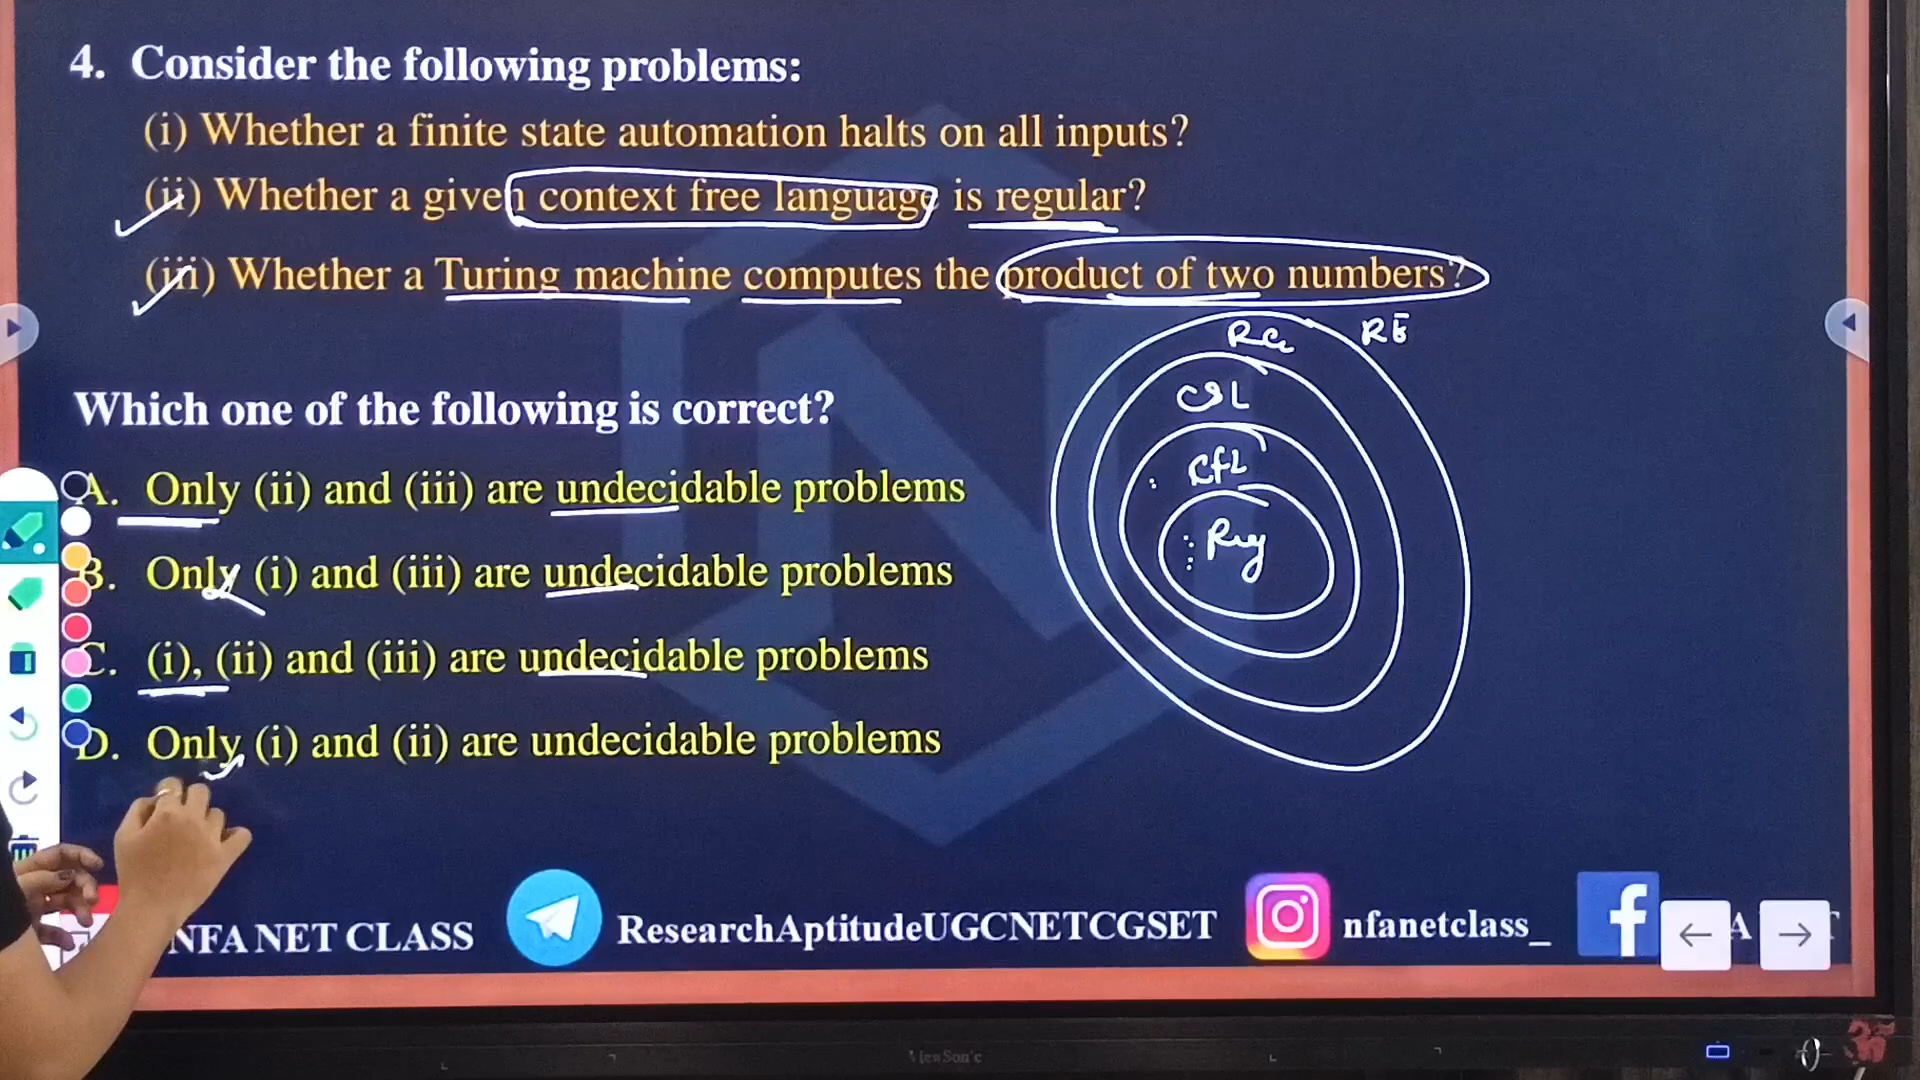 4. Consider the following problems:
(i) Whether a finite state automation halts on all inputs?
(ii) Whether a given context free language is regular?
(iii) Whether a Turing machine computes the product of two numbers?
RE
CSL
CFL
Reg
Which one of the following is correct?
A. Only (ii) and (iii) are undecidable problems
B. Only (i) and (iii) are undecidable problems
C. (i), (ii) and (iii) are undecidable problems
D. Only (i) and (ii) are undecidable problems
NFA NET CLASS
ResearchAptitudeUGCNETCGSET
nfanetclass_
ViewSonic